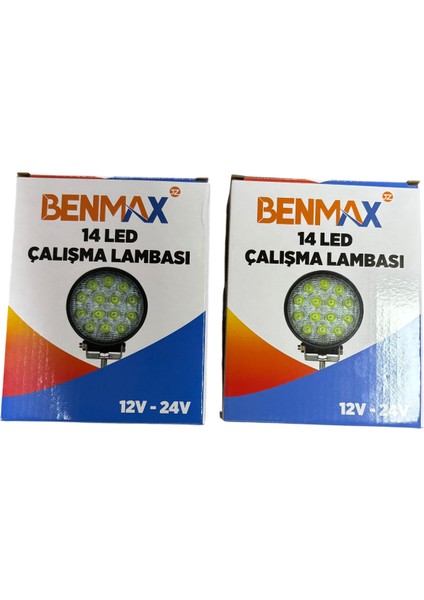 BENMAX
14 LED
ÇALIŞMA LAMBASI
12V - 24V
BENMAX
14 LED
ÇALIŞMA LAMBASI
12V - 24V